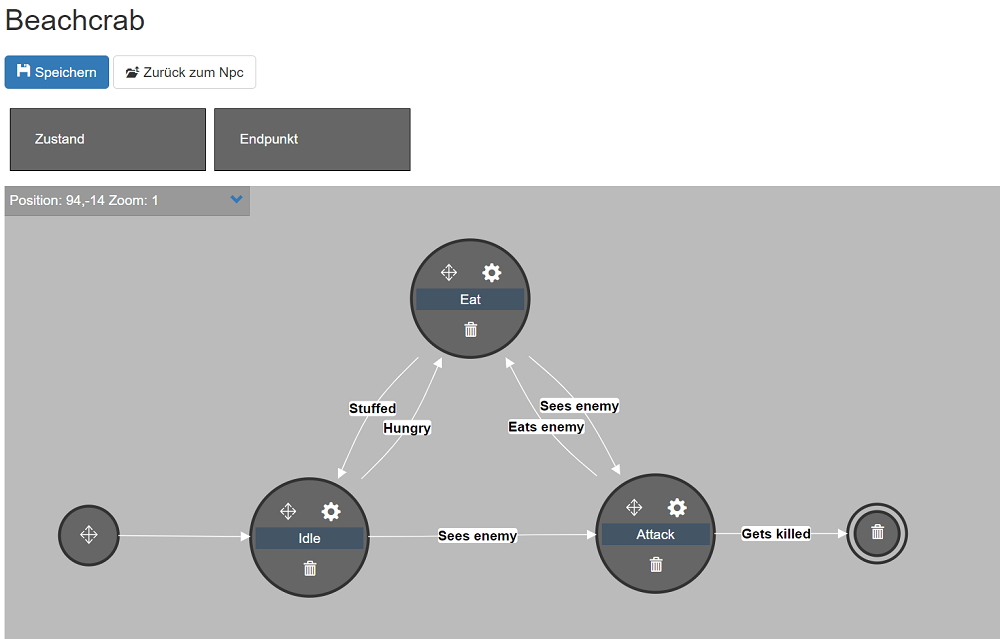 Beachcrab
Speichern
Zurück zum Npc
Zustand
Endpunkt
Position: 94,-14 Zoom: 1
Eat
Stuffed
Hungry
Sees enemy
Eats enemy
Idle
Sees enemy
Attack
Gets killed